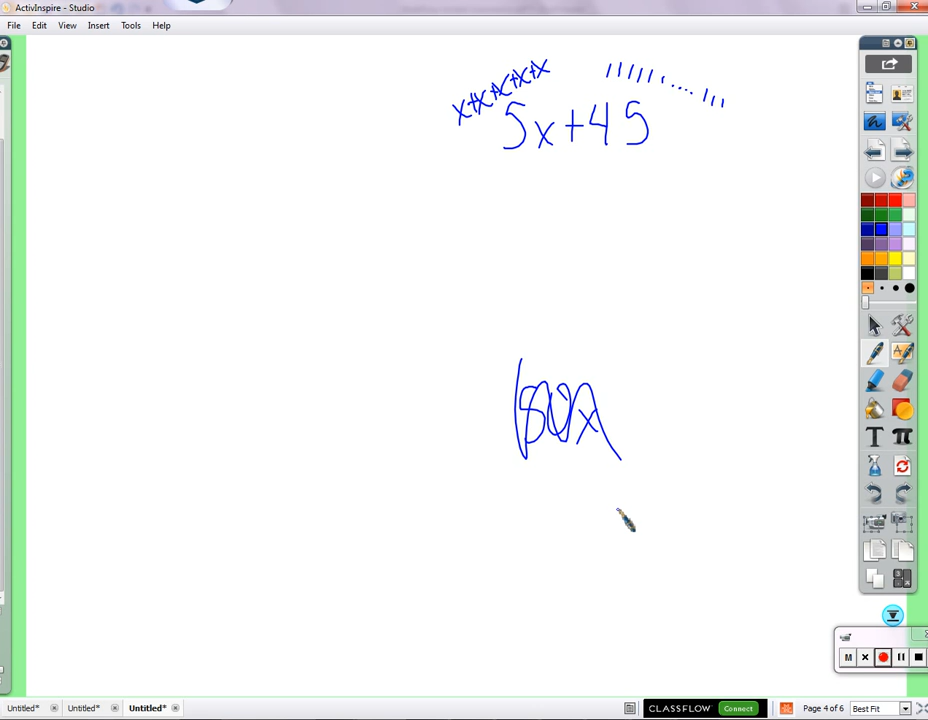 ActivInspire - Studio
File Edit View Insert Tools Help
x+x+x+x+x
5x+45
50x
Untitled* Untitled* Untitled*
CLASSFLOW Connect Page 4 of 6 Best Fit
M